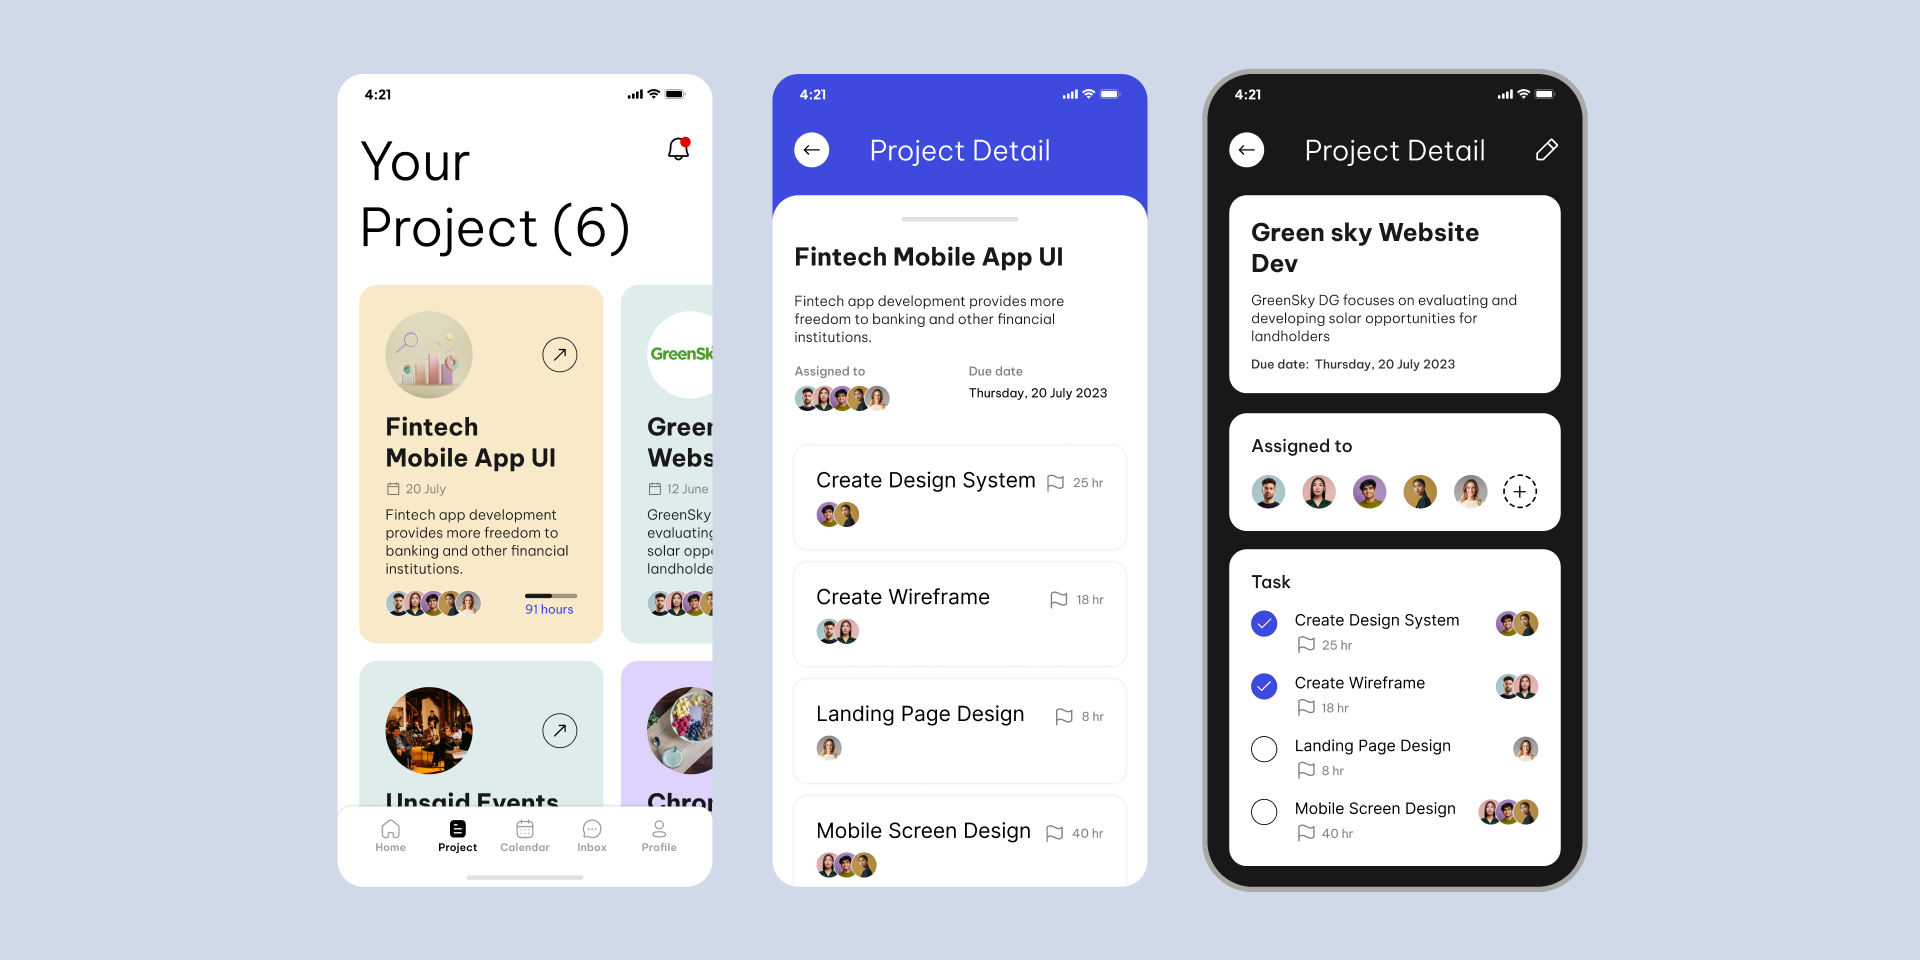 4:21
Your
Project (6)
GreenSk
Fintech
Mobile App UI
20 July
Fintech app development
provides more freedom to
banking and other financial
institutions.
91 hours
Green
Webs
12 June
GreenSky
evaluating
solar oppo
landholde
Unsaid Events
Chro
Home
Project
Calendar
Inbox
Profile
4:21
Project Detail
Fintech Mobile App UI
Fintech app development provides more
freedom to banking and other financial
institutions.
Assigned to
Due date
Thursday, 20 July 2023
Create Design System
25 hr
Create Wireframe
18 hr
Landing Page Design
8 hr
Mobile Screen Design
40 hr
4:21
Project Detail
Green sky Website
Dev
GreenSky DG focuses on evaluating and
developing solar opportunities for
landholders
Due date: Thursday, 20 July 2023
Assigned to
Task
Create Design System
25 hr
Create Wireframe
18 hr
Landing Page Design
8 hr
Mobile Screen Design
40 hr